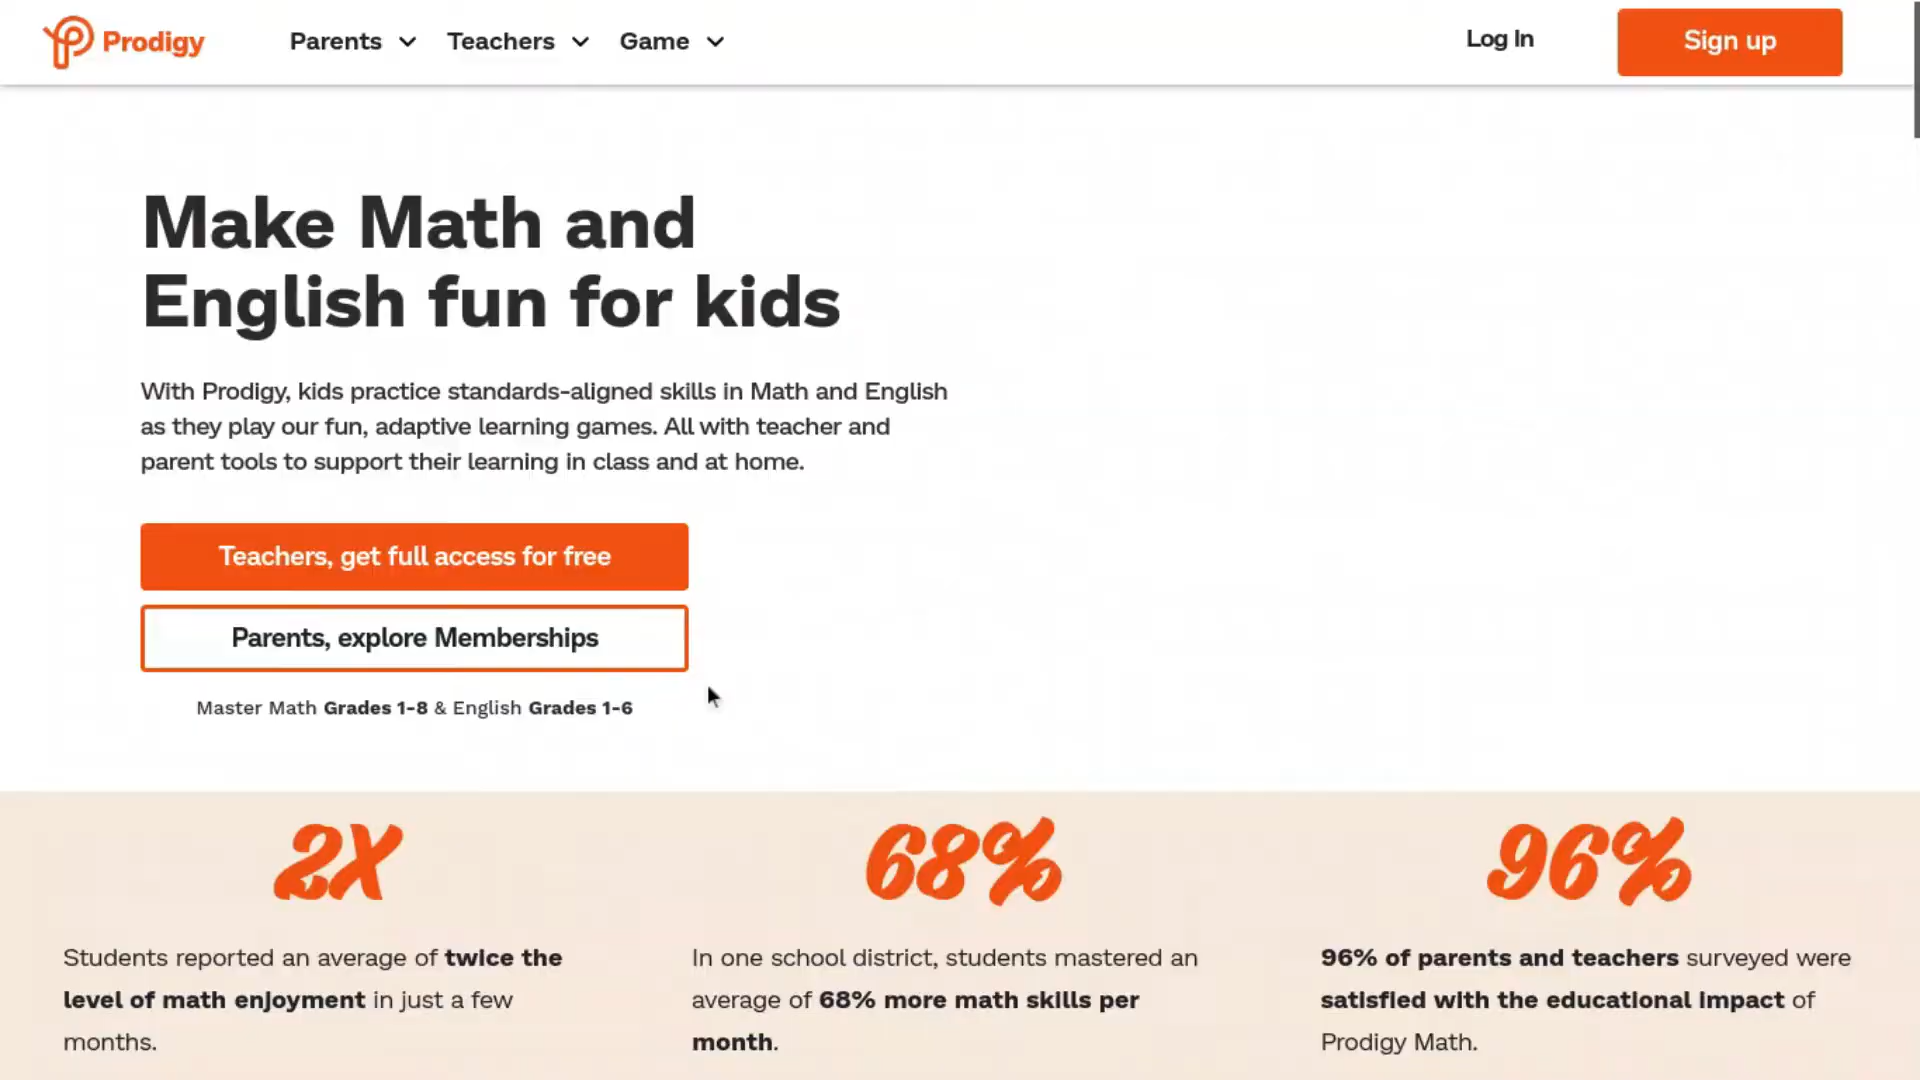 Prodigy
Parents
Teachers
Game
Log In
Sign up
Make Math and
English fun for kids
With Prodigy, kids practice standards-aligned skills in Math and English
as they play our fun, adaptive learning games. All with teacher and
parent tools to support their learning in class and at home.
Teachers, get full access for free
Parents, explore Memberships
Master Math Grades 1-8 & English Grades 1-6
2X
Students reported an average of twice the
level of math enjoyment in just a few
months.
68%
In one school district, students mastered an
average of 68% more math skills per
month.
96%
96% of parents and teachers surveyed were
satisfied with the educational impact of
Prodigy Math.